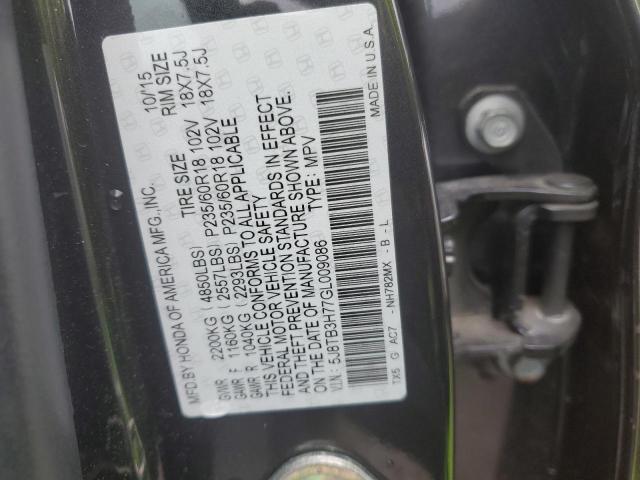 MFD.BY HONDA OF AMERICA MFG.,INC. 10/15
TIRE SIZE RIM SIZE
GVWR 2200KG (4850LBS) P235/60R18 102V 18X7.5J
GAWR F 1160KG (2557LBS) P235/60R18 102V 18X7.5J
GAWR R 1040KG (2293LBS)
THIS VEHICLE CONFORMS TO ALL APPLICABLE
FEDERAL MOTOR VEHICLE SAFETY
AND THEFT PREVENTION STANDARDS IN EFFECT
ON THE DATE OF MANUFACTURE SHOWN ABOVE.
V.I.N.: 5J8TB3H77GL009086 TYPE: MPV
TX5 G AC7 -NH782MX -B -L MADE IN U.S.A.